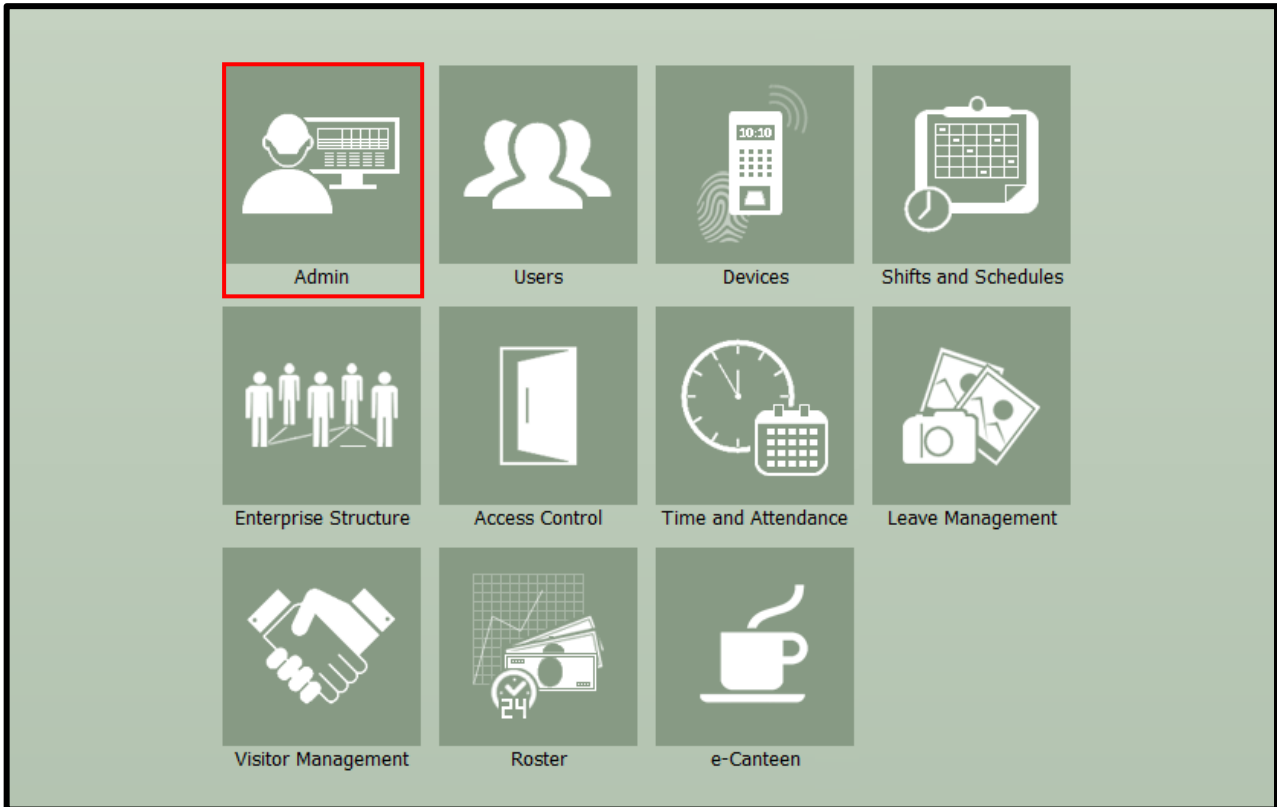 10:10
Admin
Users
Devices
Shifts and Schedules
Enterprise Structure
Access Control
Time and Attendance
Leave Management
24
Visitor Management
Roster
e-Canteen